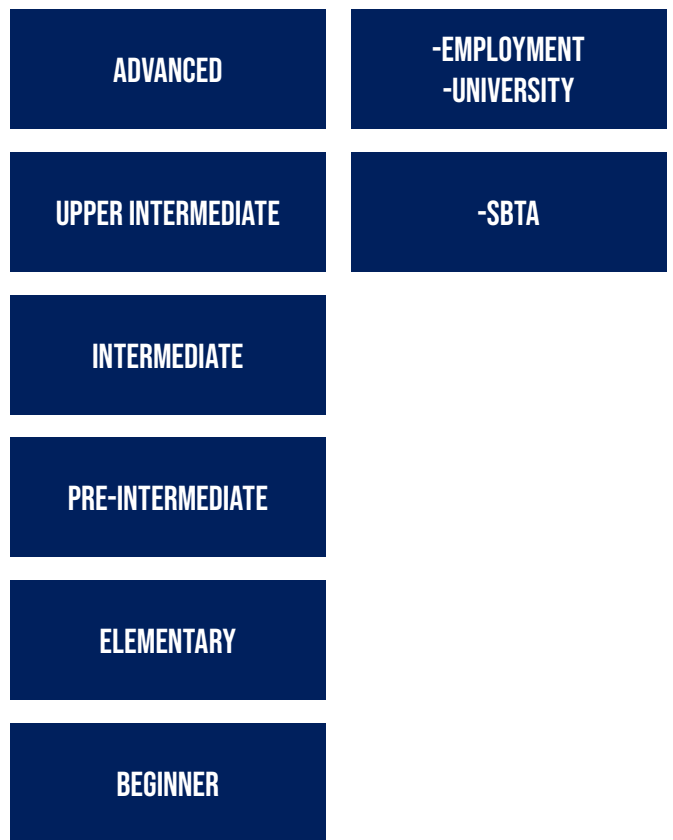 ADVANCED
-EMPLOYMENT
-UNIVERSITY
UPPER INTERMEDIATE
-SBTA
INTERMEDIATE
PRE-INTERMEDIATE
ELEMENTARY
BEGINNER